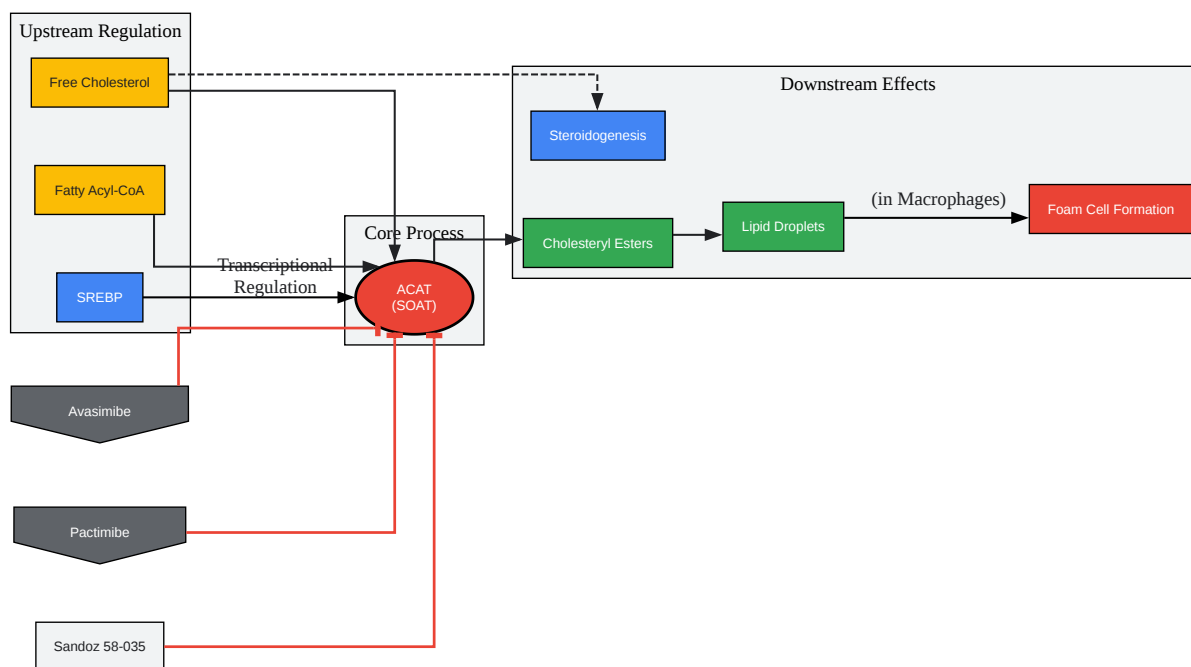 Upstream Regulation
Free Cholesterol
Fatty Acyl-CoA
SREBP
Transcriptional
Regulation
Core Process
ACAT
(SOAT)
Downstream Effects
Steroidogenesis
Cholesteryl Esters
Lipid Droplets
(in Macrophages)
Foam Cell Formation
Avasimibe
Pactimibe
Sandoz 58-035